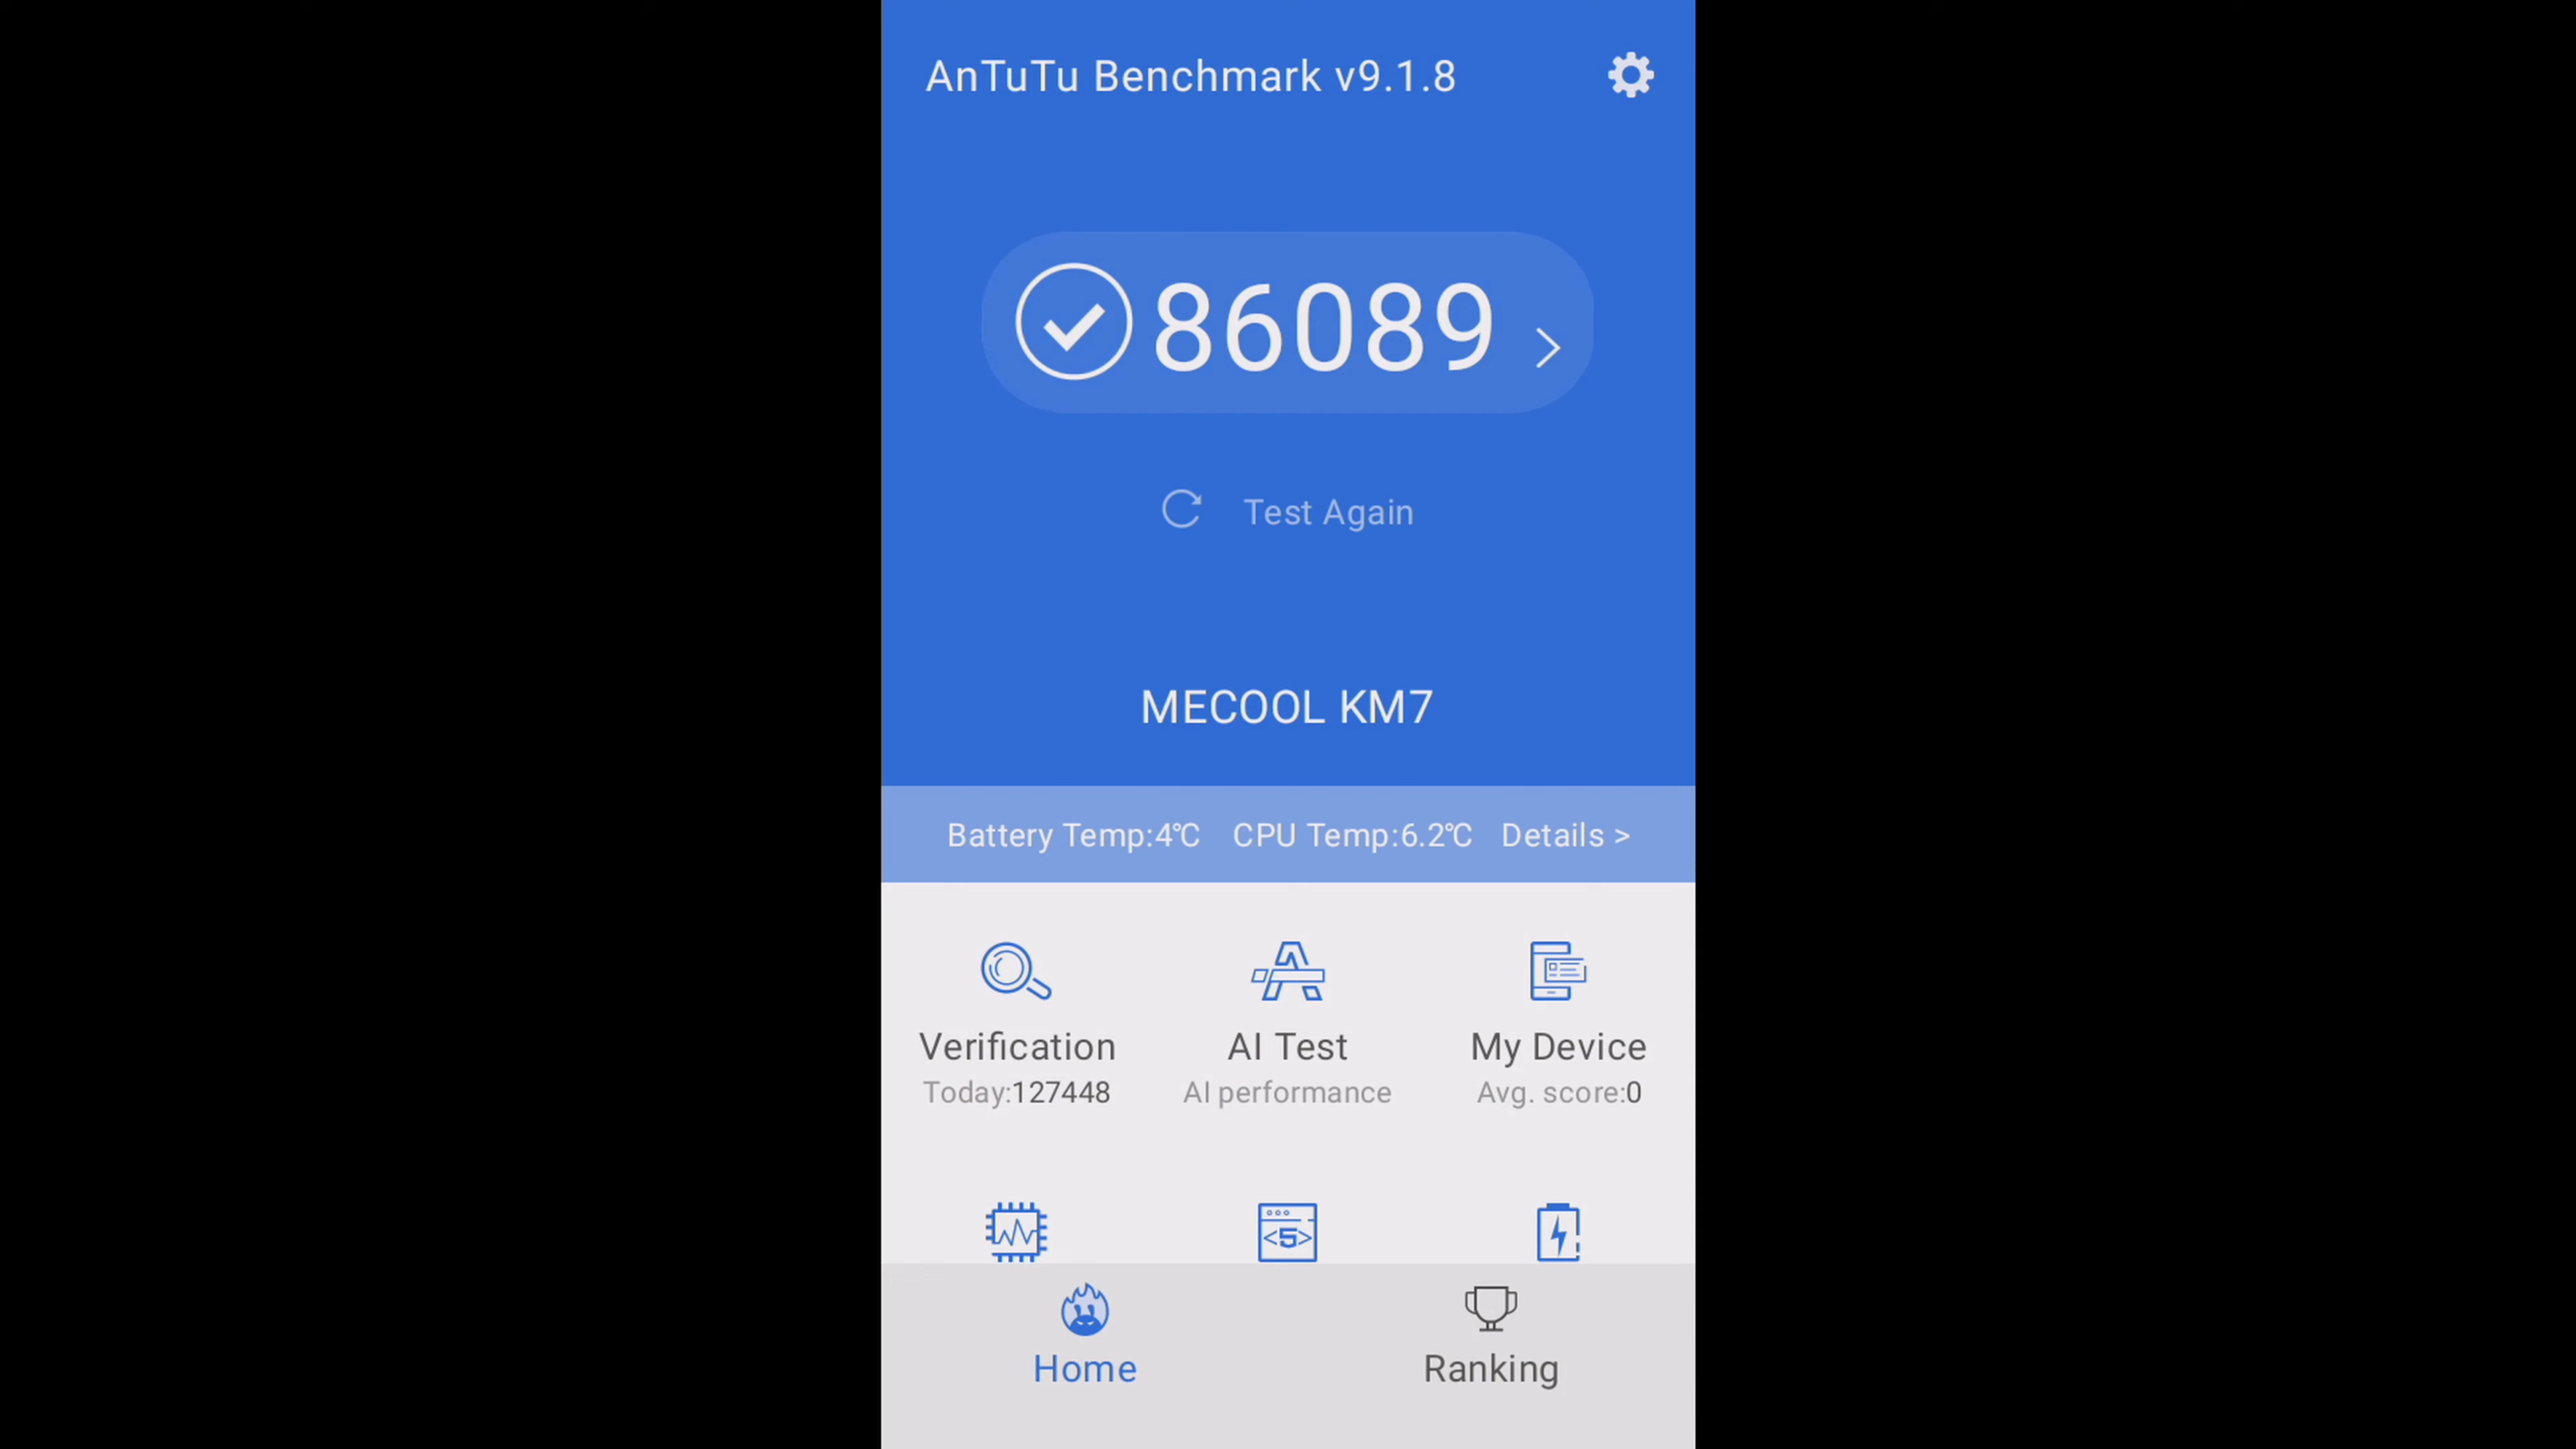 AnTuTu Benchmark v9.1.8
86089 >
Test Again
MECOOL KM7
Battery Temp:4℃ CPU Temp:6.2℃ Details >
Verification AI Test My Device
Today:127448 AI performance Avg. score:0
<5>
Home Ranking